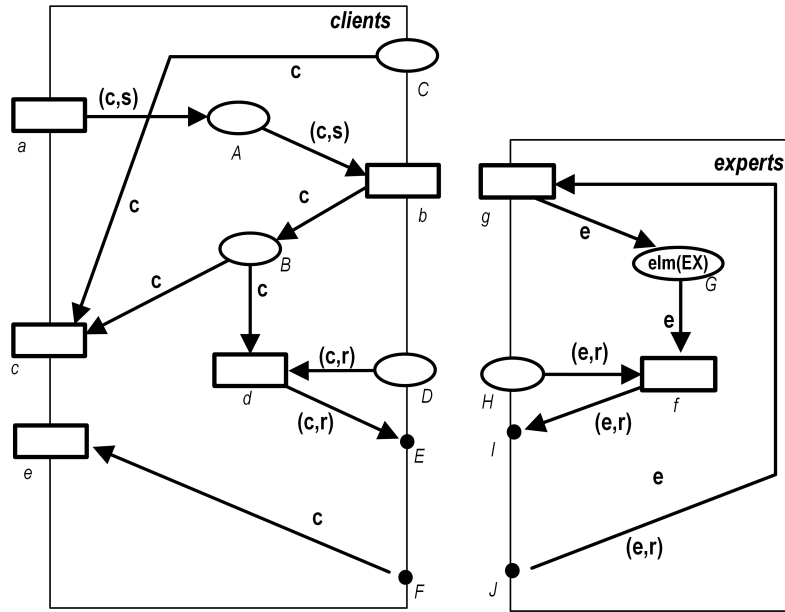 clients
c
C
(c,s)
a
A
(c,s)
experts
c
c
b
g
e
B
elm(EX)
G
c
c
e
c
(c,r)
(e,r)
d
D
H
f
(c,r)
(e,r)
e
E
I
e
c
(e,r)
F
J